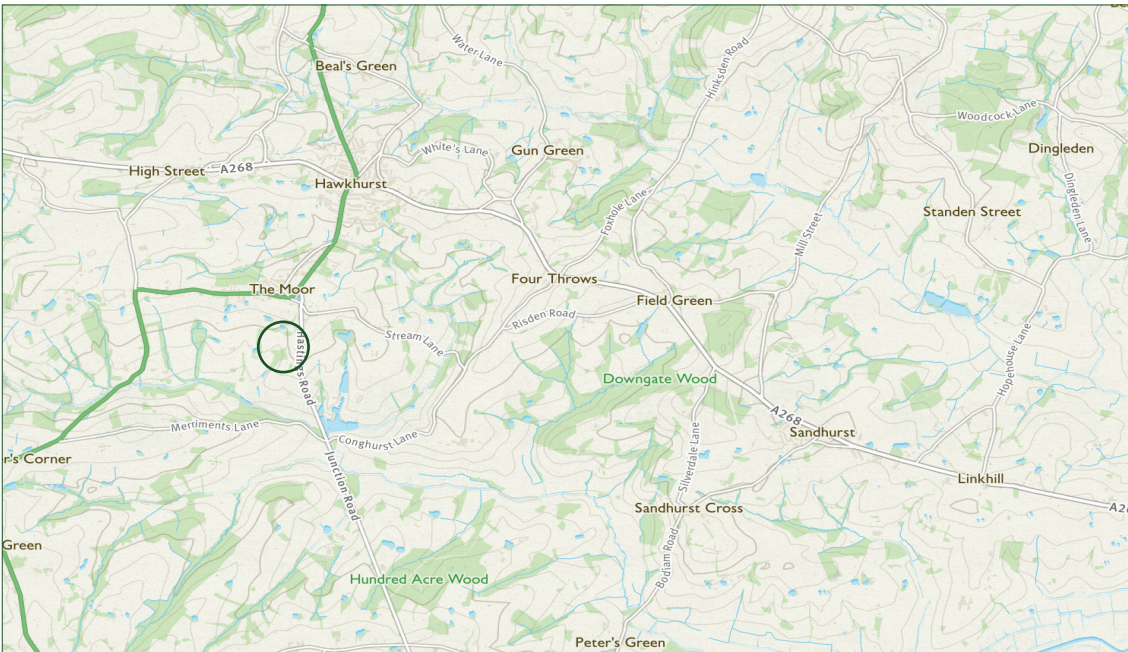 Beal's Green
Water Lane
Hinksden Road
Woodcock Lane
Dingleden
White's Lane
Gun Green
High Street
A268
Hawkhurst
Foxhole Lane
Mill Street
Standen Street
Dingleden Lane
The Moor
Four Throws
Field Green
Risden Road
Stream Lane
Hastings Road
Hopehouse Lane
Downgate Wood
A268
Merriments Lane
Conghurst Lane
Silverdale Lane
Sandhurst
r's Corner
Junction Road
Linkhill
Sandhurst Cross
Green
Bodiam Road
Hundred Acre Wood
Peter's Green